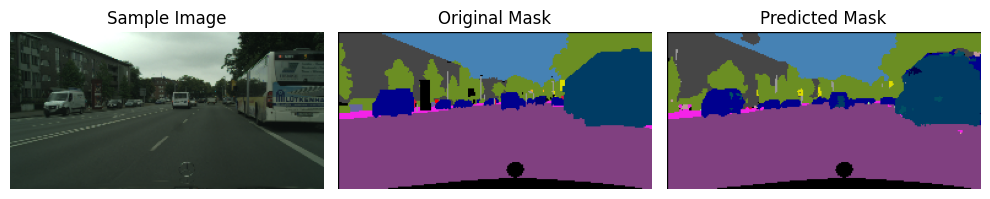 Sample Image
Original Mask
Predicted Mask